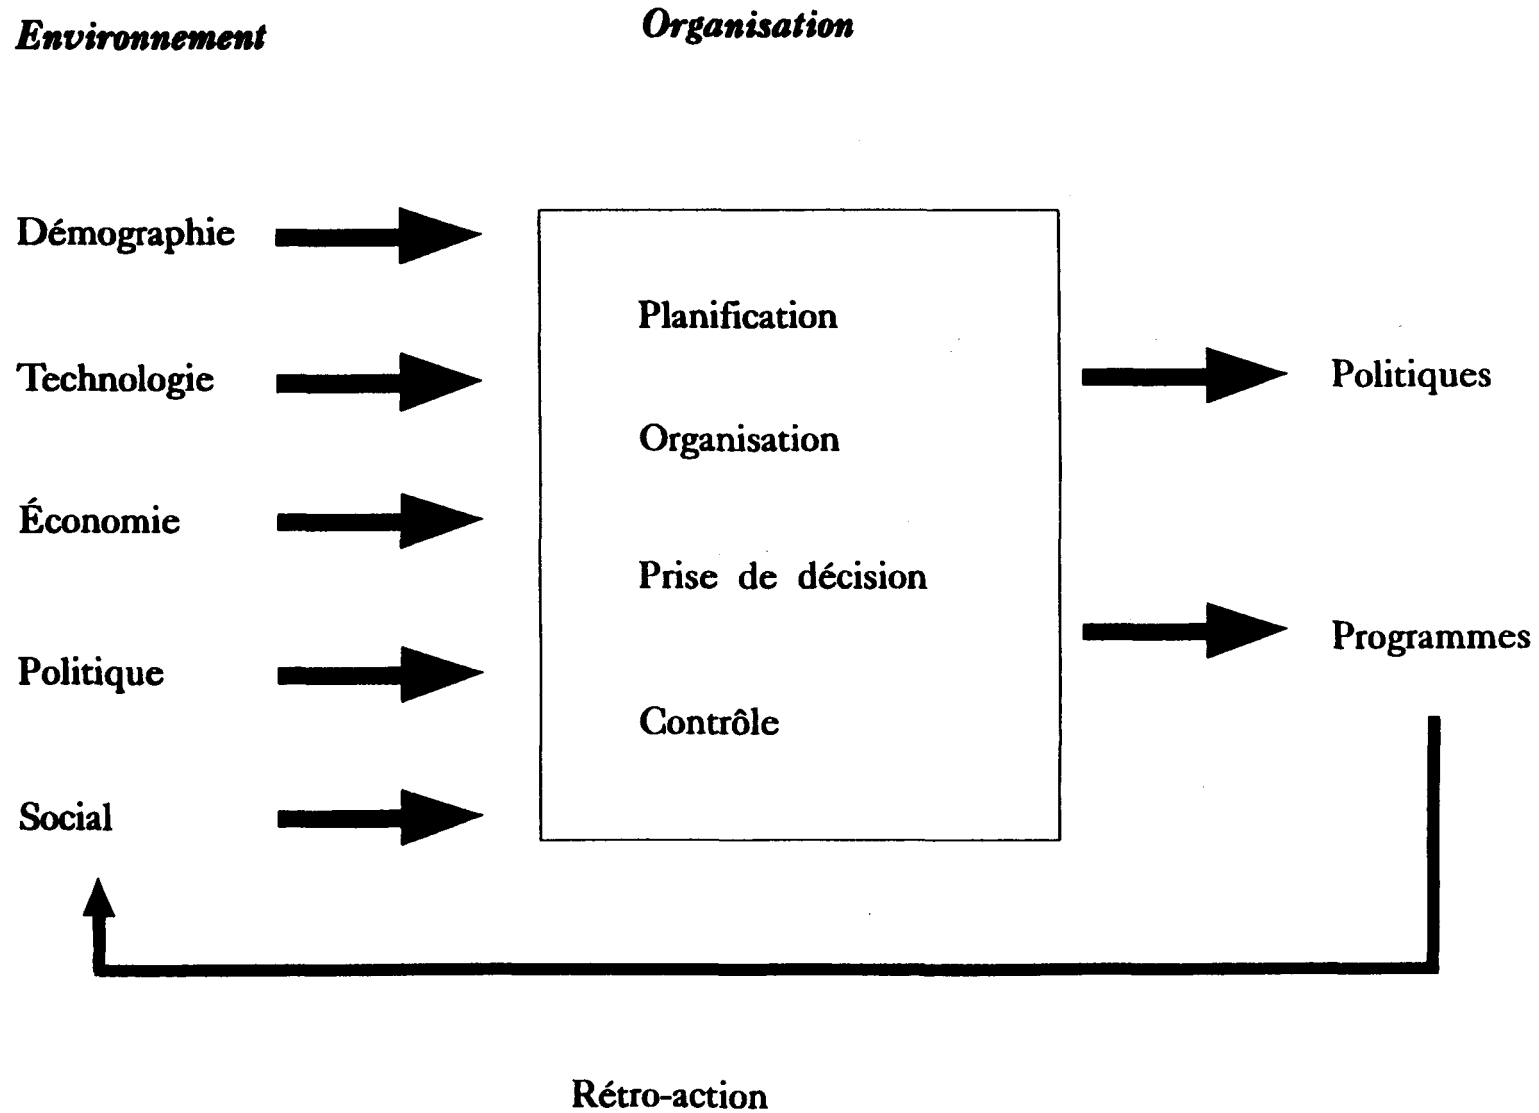 Environnement
Organisation
Démographie
Technologie
Économie
Politique
Social
Planification
Organisation
Prise de décision
Contrôle
Politiques
Programmes
Rétro-action